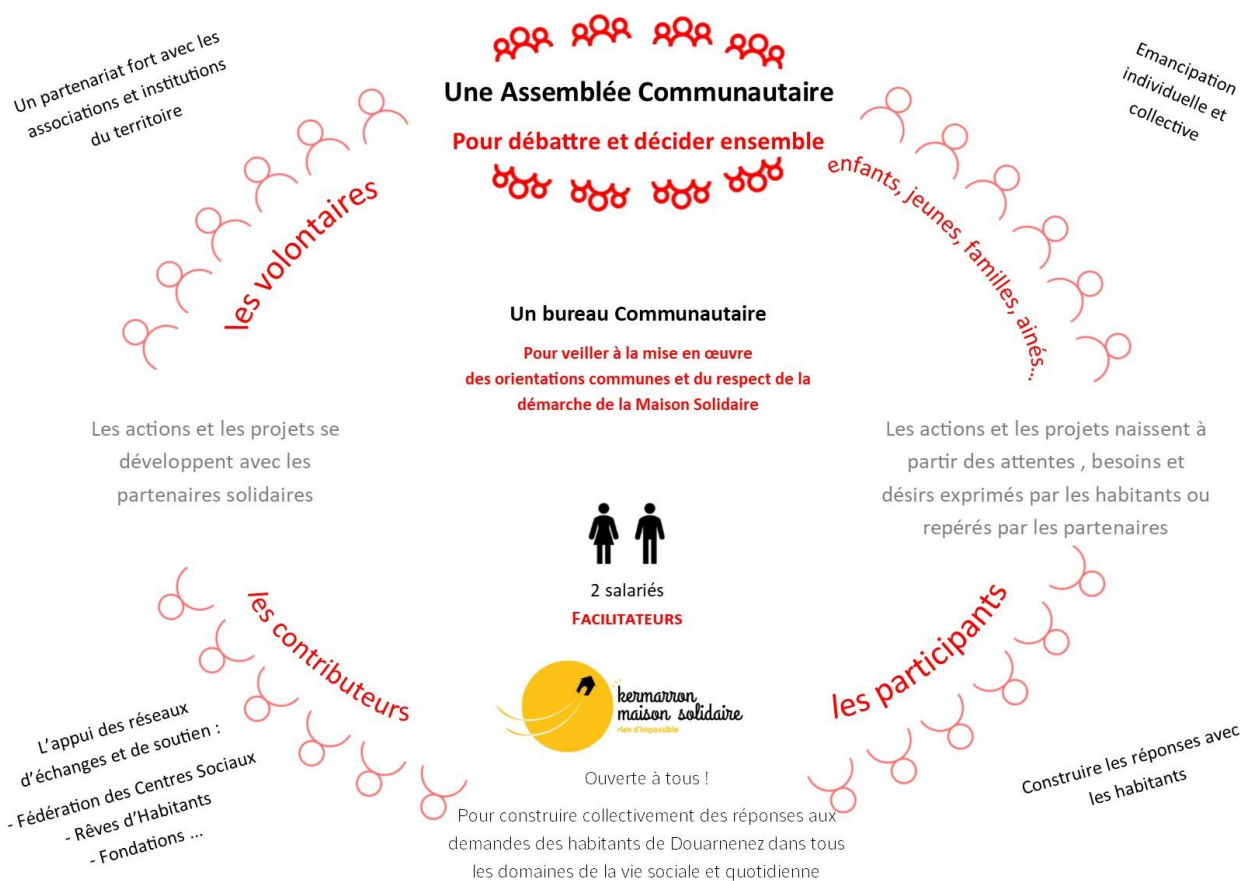 Un partenariat fort avec les
associations et institutions
du territoire
Une Assemblée Communautaire
Pour débattre et décider ensemble
Emancipation
individuelle et
collective
les volontaires
enfants, jeunes, familles, ainés...
Un bureau Communautaire
Pour veiller à la mise en œuvre
des orientations communes et du respect de la
démarche de la Maison Solidaire
Les actions et les projets se
développent avec les
partenaires solidaires
Les actions et les projets naissent à
partir des attentes , besoins et
désirs exprimés par les habitants ou
repérés par les partenaires
2 salariés
FACILITATEURS
les contributeurs
les participants
kermarron
maison solidaire
rien d'impossible
L'appui des réseaux
d'échanges et de soutien :
- Fédération des Centres Sociaux
- Rêves d'Habitants
- Fondations ...
Construire les réponses avec
les habitants
Ouverte à tous !
Pour construire collectivement des réponses aux
demandes des habitants de Douarnenez dans tous
les domaines de la vie sociale et quotidienne